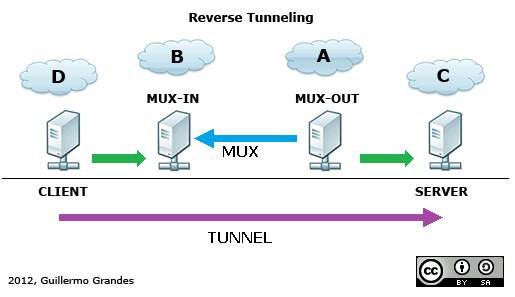 Reverse Tunneling
D
B
A
C
MUX-IN
MUX-OUT
MUX
CLIENT
SERVER
TUNNEL
2012, Guillermo Grandes
cc
BY SA